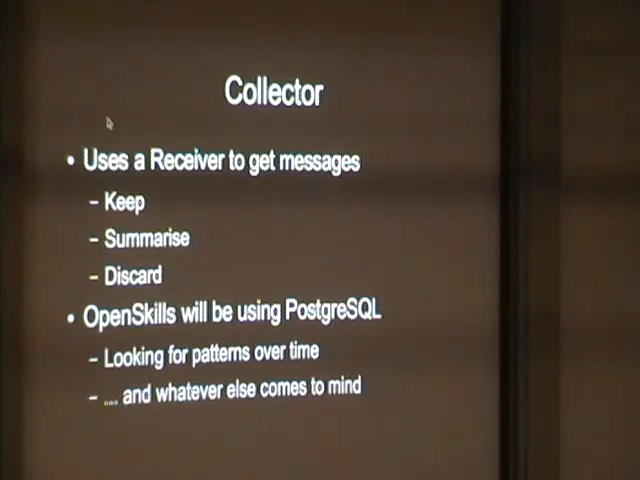 Collector
• Uses a Receiver to get messages
– Keep
– Summarise
– Discard
• OpenSkills will be using PostgreSQL
– Looking for patterns over time
– ... and whatever else comes to mind